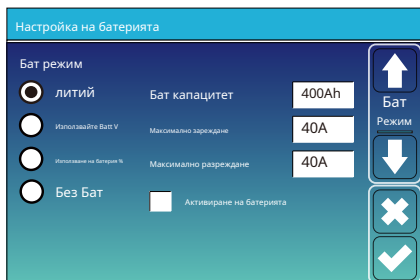 Настройка на батерията
Бат режим
литий
Бат капацитет
400Ah
Използвайте Batt V
Максимално зареждане
40A
Използване на батерия %
Максимално разреждане
40A
Без Бат
Активиране на батерията
Бат
Режим